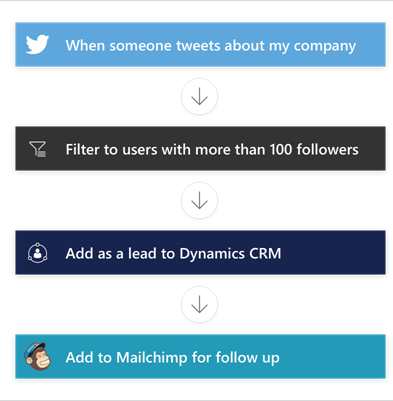 When someone tweets about my company
Filter to users with more than 100 followers
Add as a lead to Dynamics CRM
Add to Mailchimp for follow up